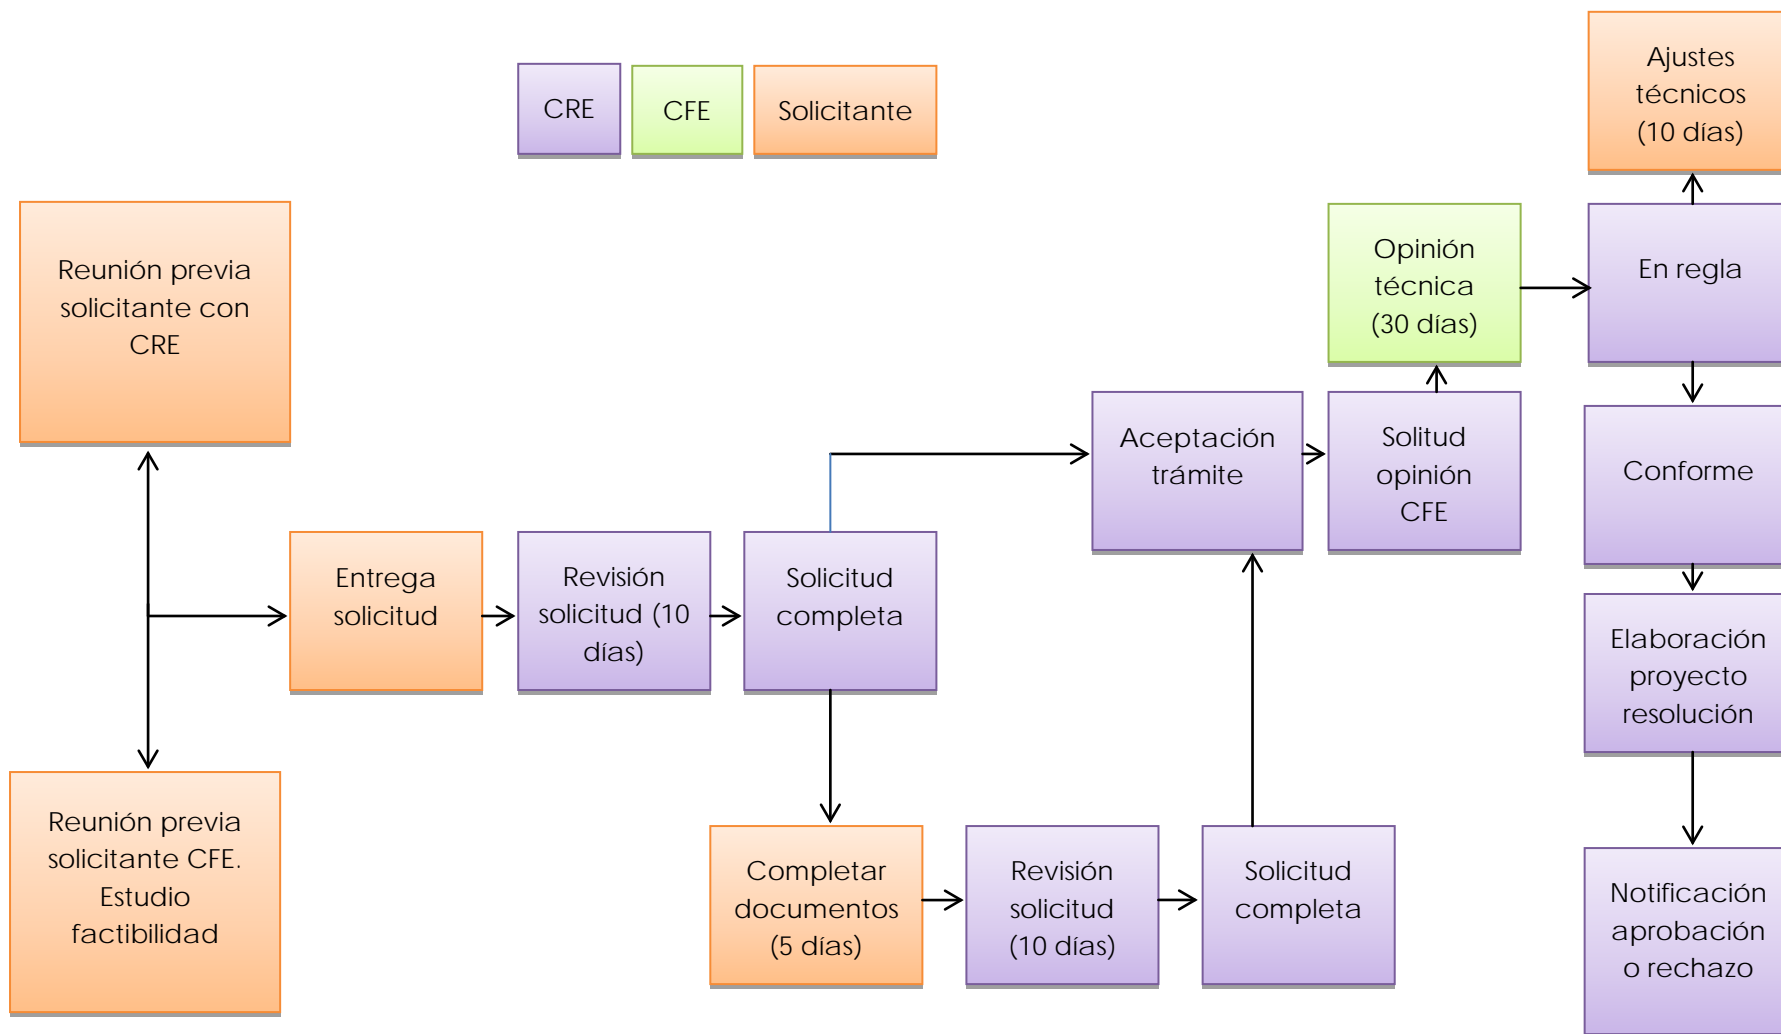 CRE
CFE
Solicitante
Ajustes
técnicos
(10 días)
Reunión previa
solicitante con
CRE
Opinión
técnica
(30 días)
En regla
Aceptación
trámite
Solitud
opinión
CFE
Conforme
Entrega
solicitud
Revisión
solicitud (10
días)
Solicitud
completa
Elaboración
proyecto
resolución
Reunión previa
solicitante CFE.
Estudio
factibilidad
Completar
documentos
(5 días)
Revisión
solicitud
(10 días)
Solicitud
completa
Notificación
aprobación
o rechazo